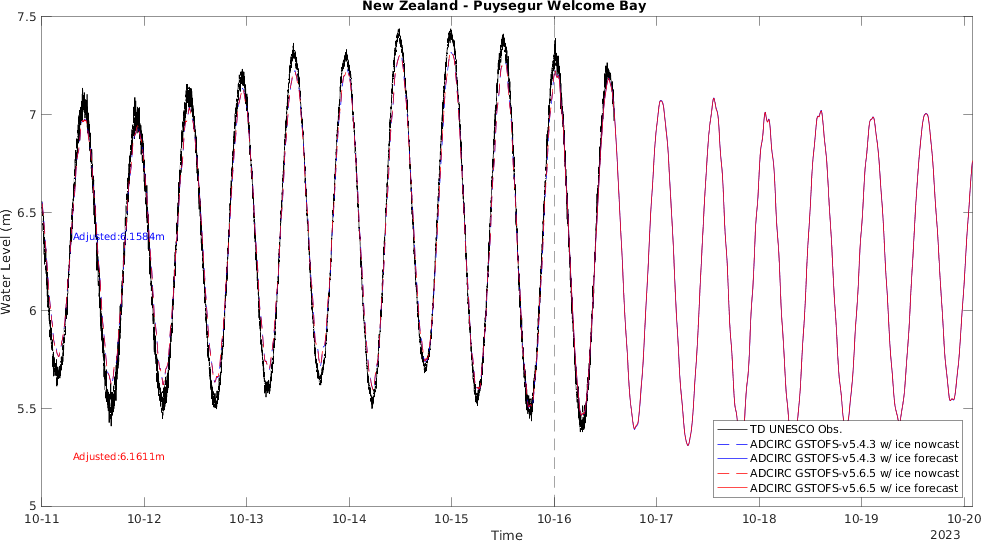 New Zealand - Puysegur Welcome Bay
7.5
7
6.5
6
5.5
5
Water Level (m)
Adjusted:6.1584m
Adjusted:6.1611m
TD UNESCO Obs.
ADCIRC GSTOFS-v5.4.3 w/ ice nowcast
ADCIRC GSTOFS-v5.4.3 w/ ice forecast
ADCIRC GSTOFS-v5.6.5 w/ ice nowcast
ADCIRC GSTOFS-v5.6.5 w/ ice forecast
10-11 10-12 10-13 10-14 10-15 10-16 10-17 10-18 10-19 10-20
Time
2023